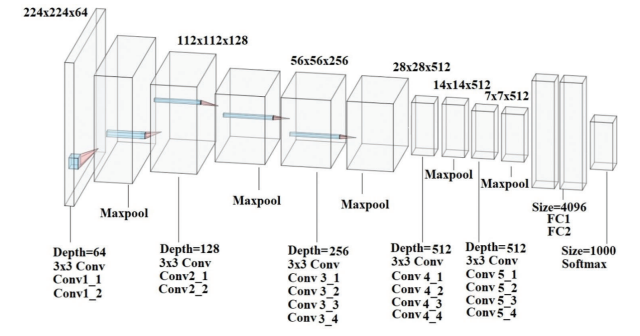 224x224x64
112x112x128
56x56x256
28x28x512
14x14x512
7x7x512
Maxpool
Maxpool
Maxpool
Maxpool
Maxpool
Depth=64
3x3 Conv
Conv1_1
Conv1_2
Depth=128
3x3 Conv
Conv2_1
Conv2_2
Depth=256
3x3 Conv
Conv 3_1
Conv 3_2
Conv 3_3
Conv 3_4
Depth=512
3x3 Conv
Conv 4_1
Conv 4_2
Conv 4_3
Conv 4_4
Depth=512
3x3 Conv
Conv 5_1
Conv 5_2
Conv 5_3
Conv 5_4
Size=4096
FC1
FC2
Size=1000
Softmax